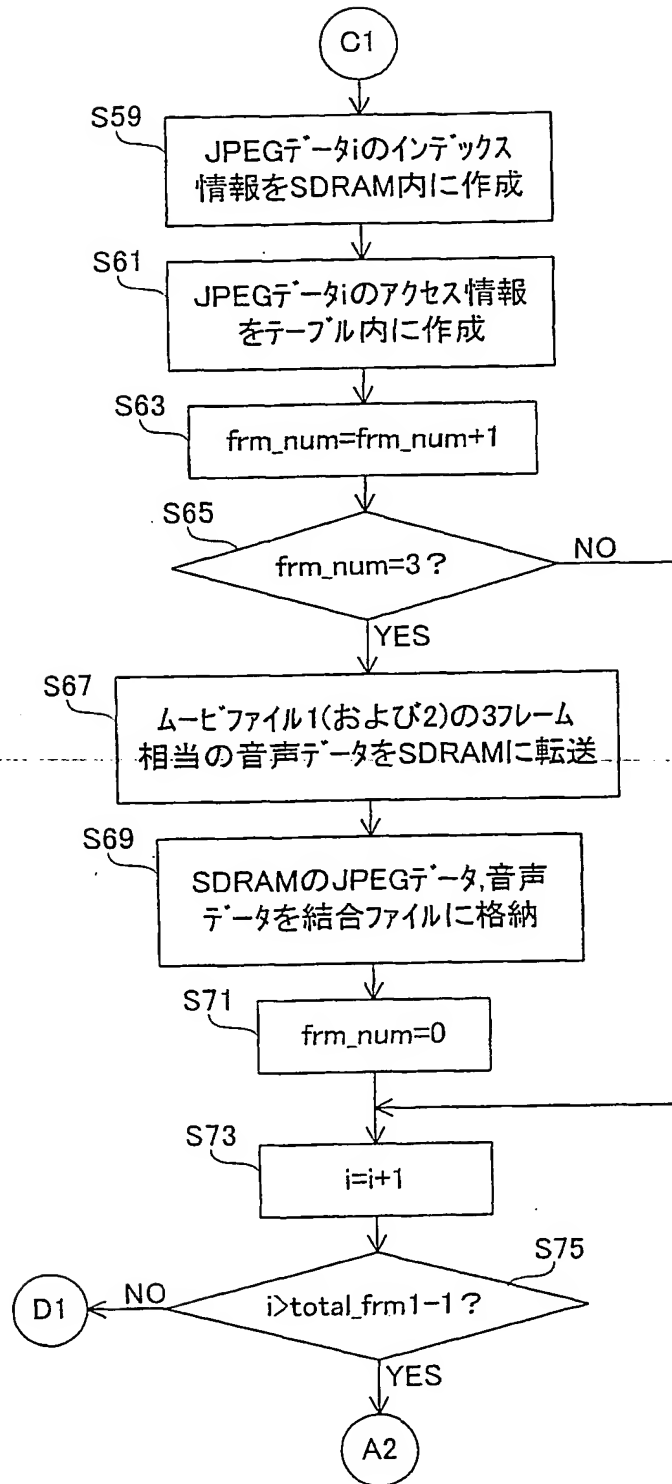 C1
S59
JPEGデータiのインデックス
情報をSDRAM内に作成
S61
JPEGデータiのアクセス情報
をテーブル内に作成
S63
frm_num=frm_num+1
S65
frm_num=3？
NO
YES
S67
ムービファイル1(および2)の3フレーム
相当の音声データをSDRAMに転送
S69
SDRAMのJPEGデータ,音声
データを結合ファイルに格納
S71
frm_num=0
S73
i=i+1
S75
i>total_frm1-1？
NO
D1
YES
A2